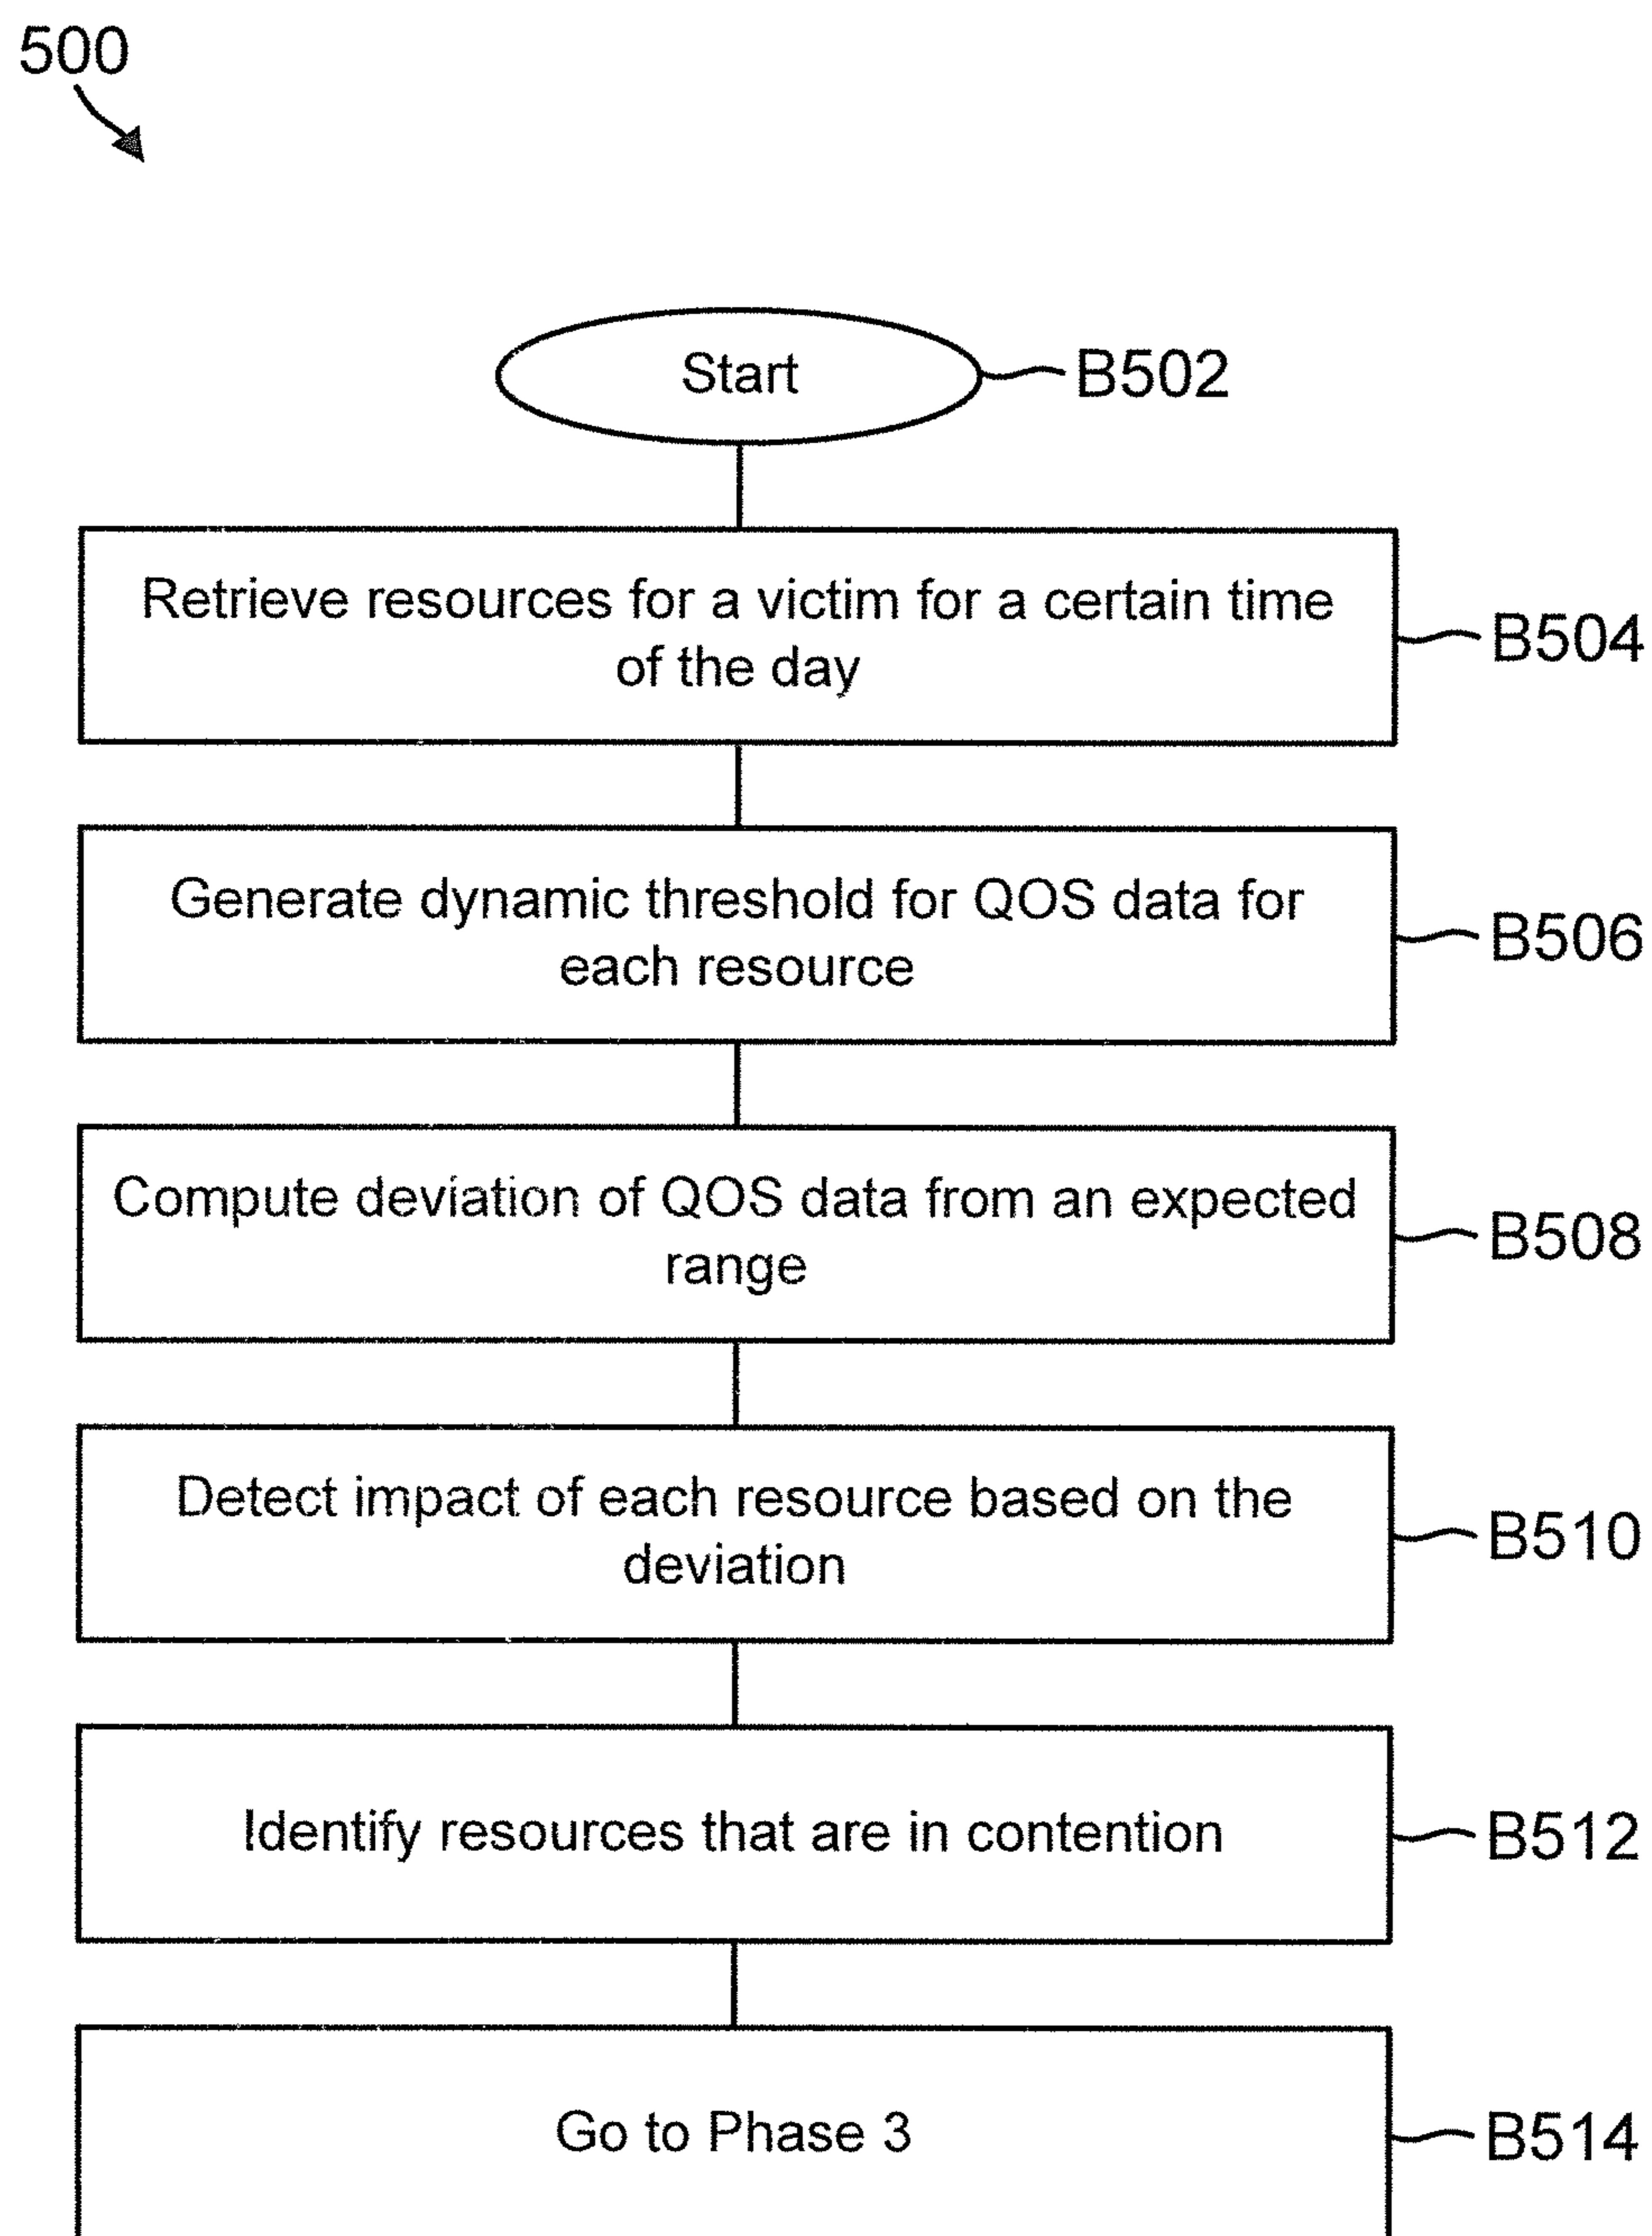 500
Start
B502
Retrieve resources for a victim for a certain time
of the day
B504
Generate dynamic threshold for QOS data for
each resource
B506
Compute deviation of QOS data from an expected
range
B508
Detect impact of each resource based on the
deviation
B510
Identify resources that are in contention
B512
Go to Phase 3
B514